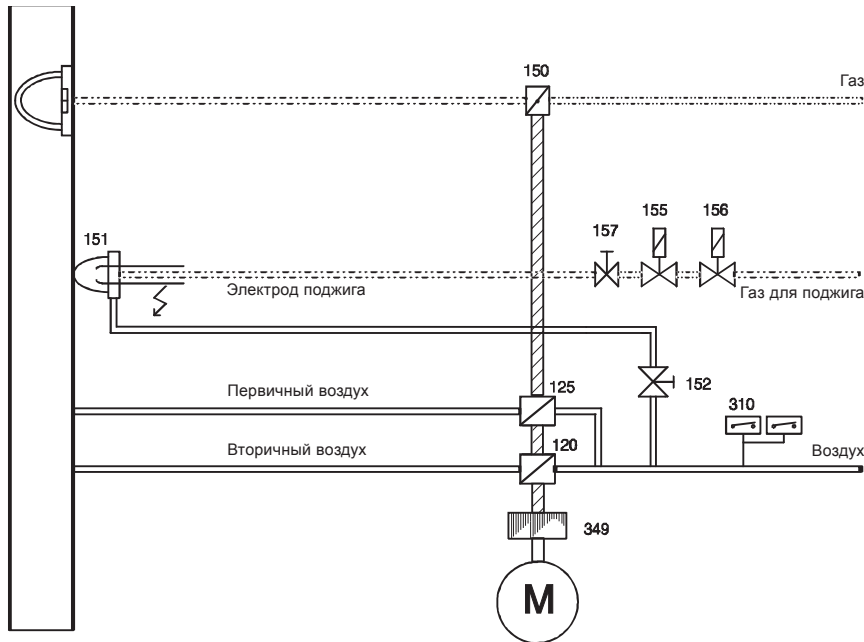 150
Газ
151
157
155
156
Электрод поджига
Газ для поджига
Первичный воздух
125
152
310
Вторичный воздух
120
Воздух
349
M